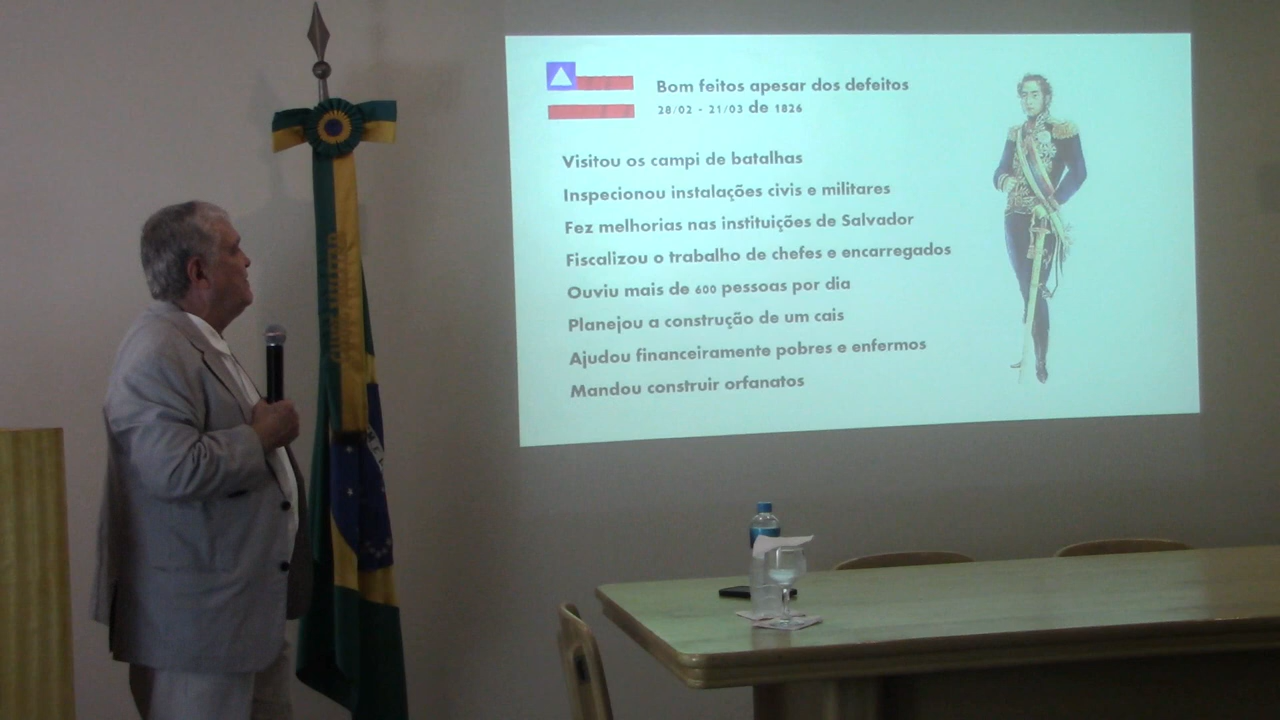 Bom feitos apesar dos defeitos
28/02 - 21/03 de 1826
Visitou os campi de batalhas
Inspecionou instalações civis e militares
Fez melhorias nas instituições de Salvador
Fiscalizou o trabalho de chefes e encarregados
Ouviu mais de 600 pessoas por dia
Planejou a construção de um cais
Ajudou financeiramente pobres e enfermos
Mandou construir orfanatos